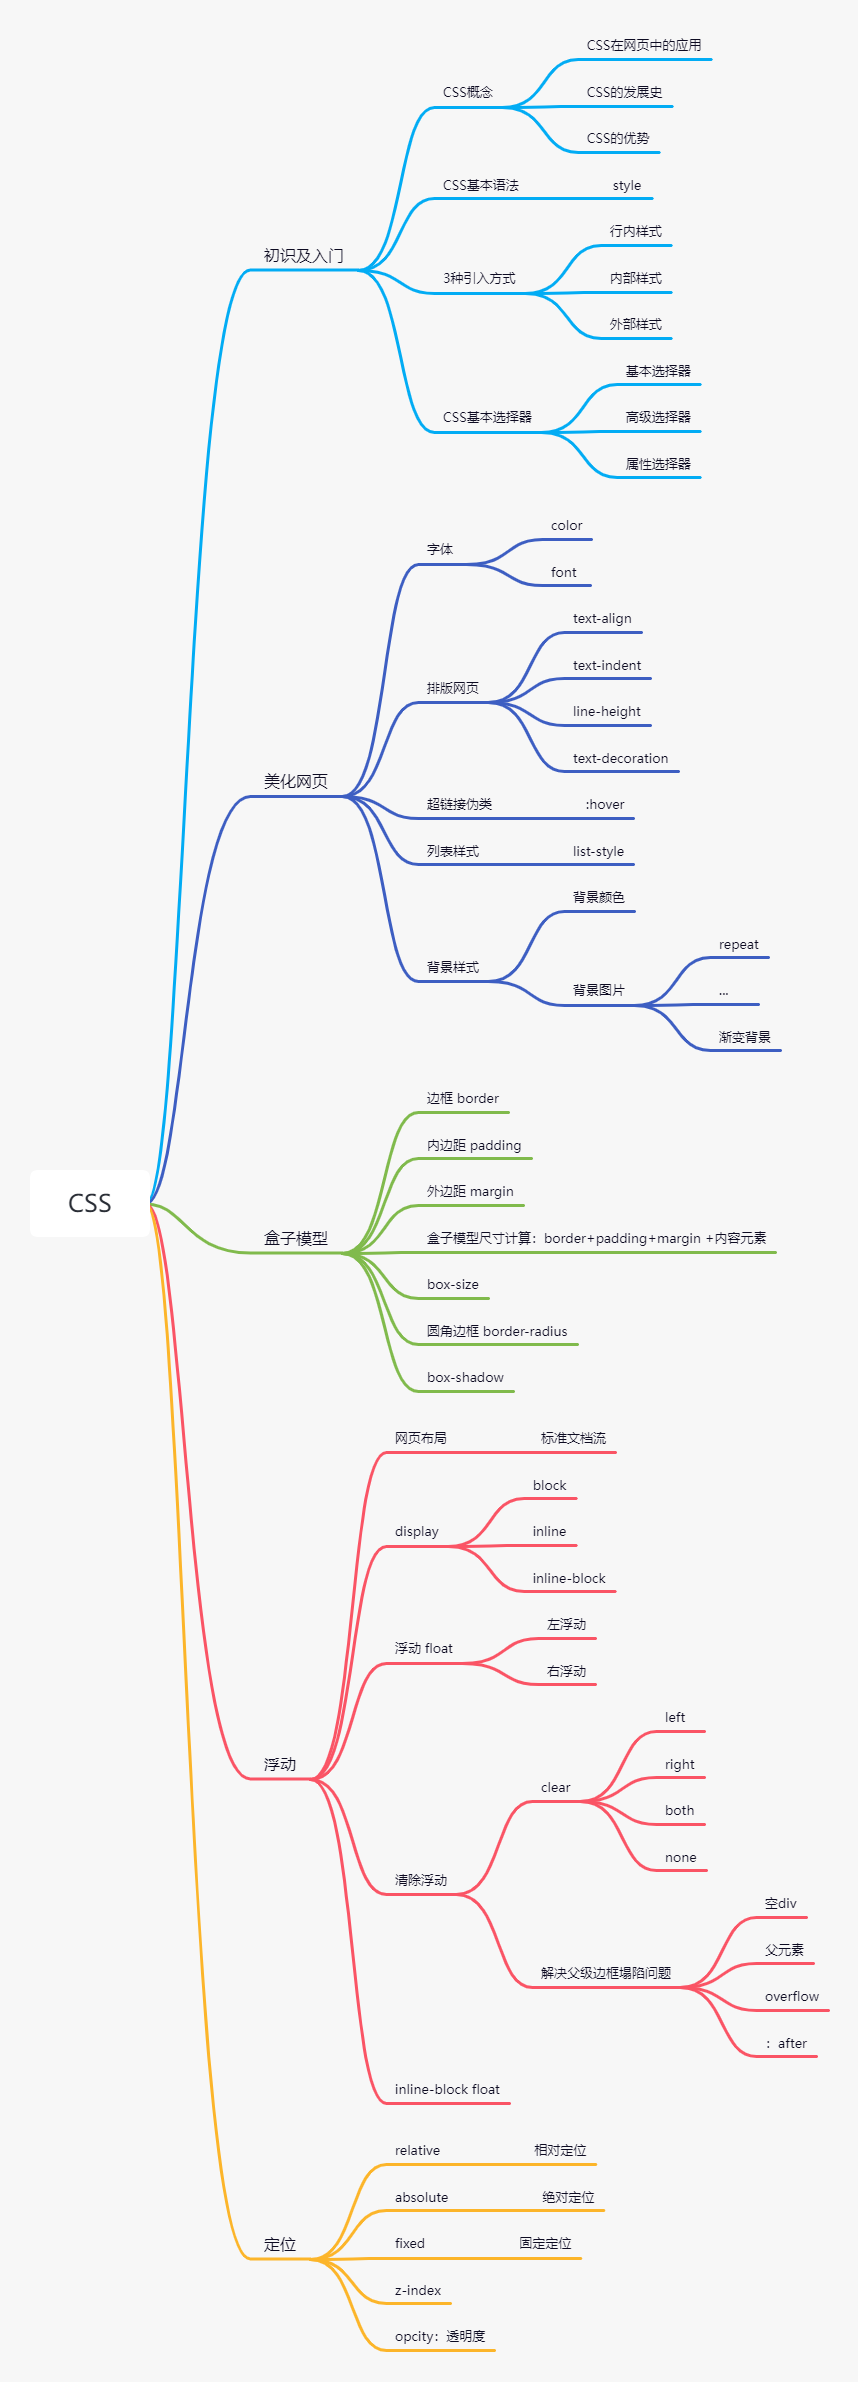 CSS
初识及入门
CSS概念
CSS在网页中的应用
CSS的发展史
CSS的优势
CSS基本语法
style
3种引入方式
行内样式
内部样式
外部样式
CSS基本选择器
基本选择器
高级选择器
属性选择器
美化网页
字体
color
font
排版网页
text-align
text-indent
line-height
text-decoration
超链接伪类
:hover
列表样式
list-style
背景样式
背景颜色
背景图片
repeat
...
渐变背景
盒子模型
边框 border
内边距 padding
外边距 margin
盒子模型尺寸计算：border+padding+margin +内容元素
box-size
圆角边框 border-radius
box-shadow
浮动
网页布局
标准文档流
display
block
inline
inline-block
浮动 float
左浮动
右浮动
清除浮动
clear
left
right
both
none
解决父级边框塌陷问题
空div
父元素
overflow
：after
inline-block float
定位
relative
相对定位
absolute
绝对定位
fixed
固定定位
z-index
opcity：透明度